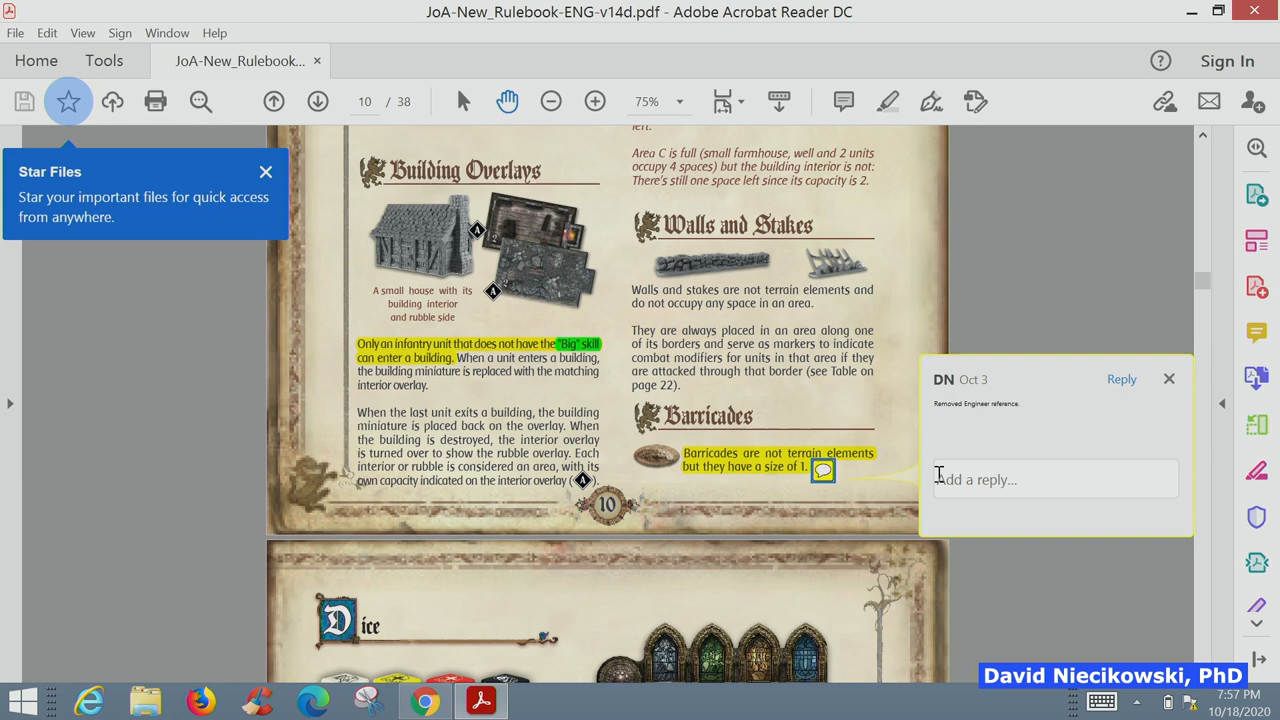 JoA-New_Rulebook-ENG-v14d.pdf - Adobe Acrobat Reader DC
File Edit View Sign Window Help
Home Tools JoA-New_Rulebook... × Sign In
10 / 38 75%
Star Files
Star your important files for quick access
from anywhere.
Building Overlays
A
2
A
2
A small house with its
building interior
and rubble side
Only an infantry unit that does not have the "Big" skill
can enter a building. When a unit enters a building,
the building miniature is replaced with the matching
interior overlay.
When the last unit exits a building, the building
miniature is placed back on the overlay. When
the building is destroyed, the interior overlay
is turned over to show the rubble overlay. Each
interior or rubble is considered an area, with its
own capacity indicated on the interior overlay (A).
left.
Area C is full (small farmhouse, well and 2 units
occupy 4 spaces) but the building interior is not:
There's still one space left since its capacity is 2.
Walls and Stakes
Walls and stakes are not terrain elements and
do not occupy any space in an area.
They are always placed in an area along one
of its borders and serve as markers to indicate
combat modifiers for units in that area if they
are attacked through that border (see Table on
page 22).
Barricades
Barricades are not terrain elements
but they have a size of 1.
10
DN Oct 3 Reply
Removed Engineer reference.
Add a reply...
Dice
David Niecikowski, PhD
7:57 PM
10/18/2020